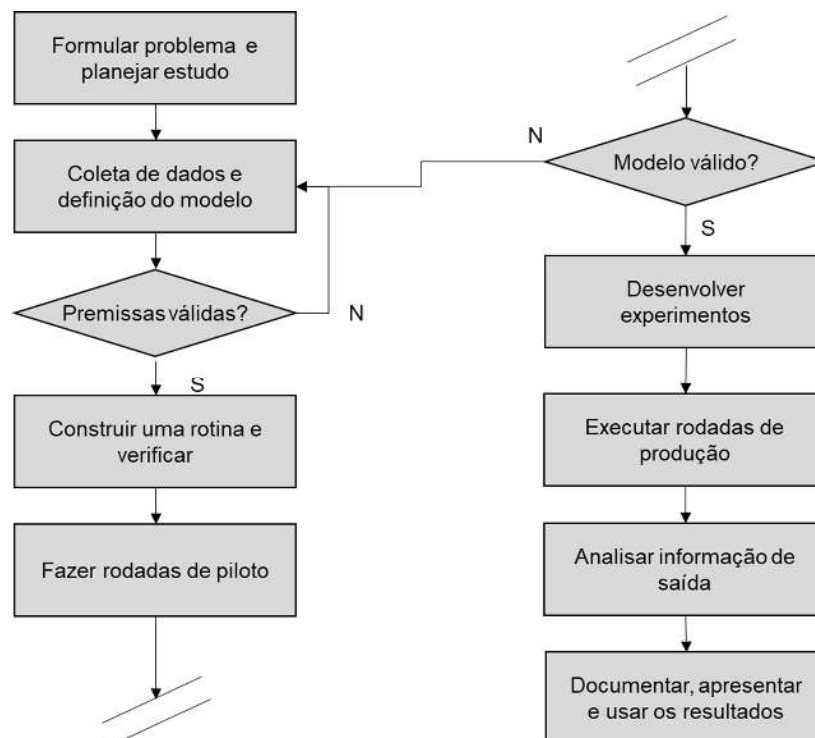 Formular problema e
planejar estudo
Coleta de dados e
definição do modelo
Premissas válidas?
N
S
Construir uma rotina e
verificar
Fazer rodadas de piloto
N
Modelo válido?
S
Desenvolver
experimentos
Executar rodadas de
produção
Analisar informação de
saída
Documentar, apresentar
e usar os resultados